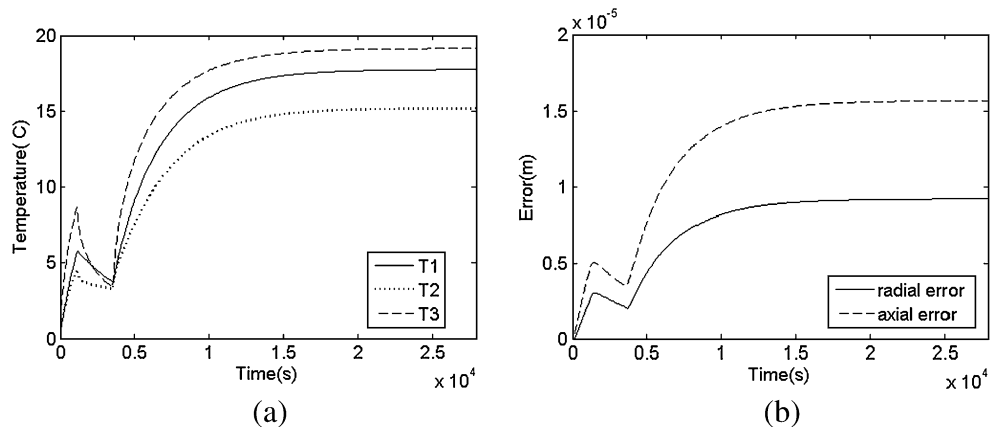 20
15
10
5
0
Temperature( C)
0
0.5
1
1.5
2
2.5
Time(s)
x 10^4
T1
T2
T3
(a)
x 10^-5
2
1.5
1
0.5
0
Error(m)
0
0.5
1
1.5
2
2.5
Time(s)
x 10^4
radial error
axial error
(b)